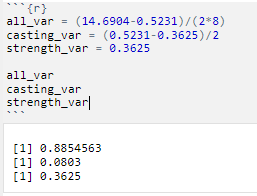 ```{r}
all_var = (14.6904-0.5231)/(2*8)
casting_var = (0.5231-0.3625)/2
strength_var = 0.3625
all_var
casting_var
strength_var
```
[1] 0.8854563
[1] 0.0803
[1] 0.3625